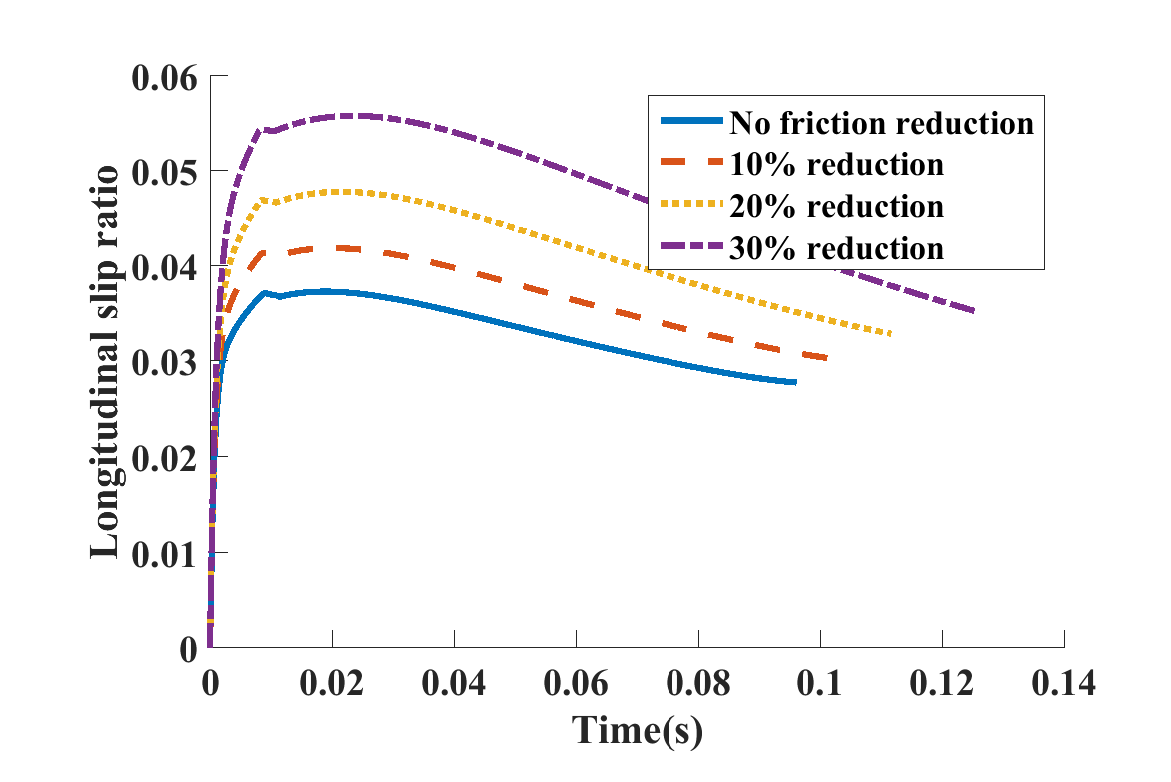 0.06
0.05
0.04
0.03
0.02
0.01
0
Longitudinal slip ratio
No friction reduction
10% reduction
20% reduction
30% reduction
0 0.02 0.04 0.06 0.08 0.1 0.12 0.14
Time(s)